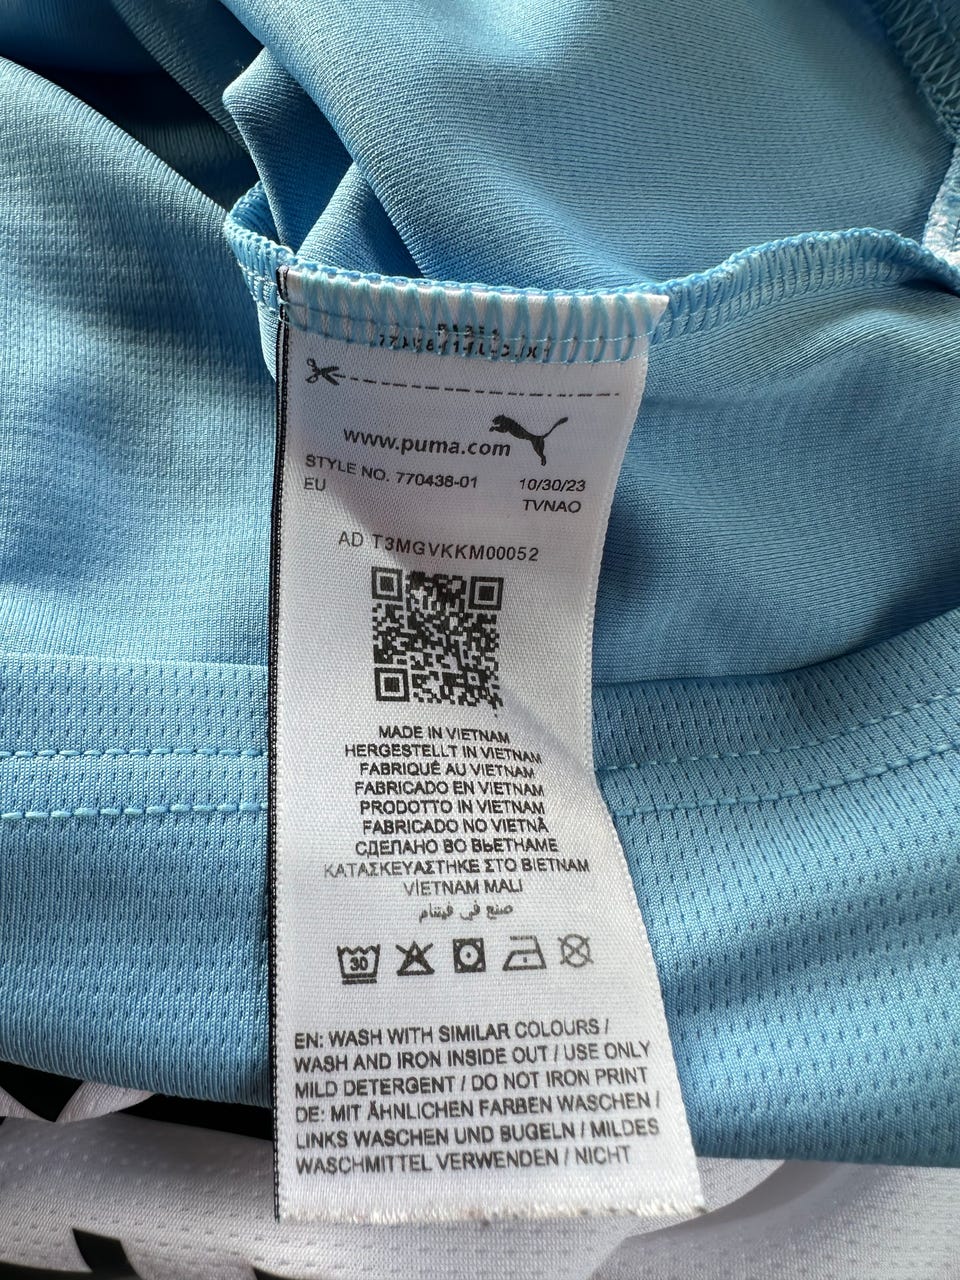 www.puma.com
STYLE NO. 770438-01 10/30/23
EU TVNAO
AD T3MGVKKM00052
MADE IN VIETNAM
HERGESTELLT IN VIETNAM
FABRIQUÉ AU VIETNAM
FABRICADO EN VIETNAM
PRODOTTO IN VIETNAM
FABRICADO NO VIETNÃ
СДЕЛАНО ВО ВЬЕТНАМЕ
ΚΑΤΑΣΚΕΥΑΣΤΗΚΕ ΣΤΟ ΒΙΕΤΝΑΜ
VİETNAM MALI
صنع في فيتنام
30
EN: WASH WITH SIMILAR COLOURS /
WASH AND IRON INSIDE OUT / USE ONLY
MILD DETERGENT / DO NOT IRON PRINT
DE: MIT ÄHNLICHEN FARBEN WASCHEN /
LINKS WASCHEN UND BÜGELN / MILDES
WASCHMITTEL VERWENDEN / NICHT